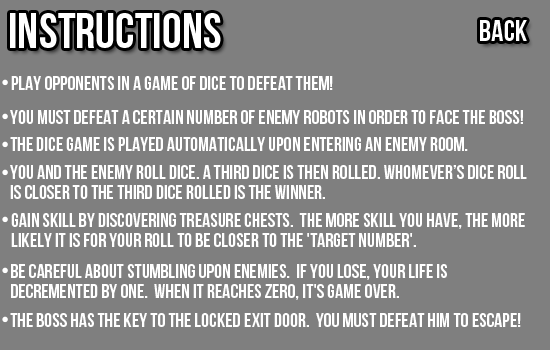 INSTRUCTIONS
BACK
• PLAY OPPONENTS IN A GAME OF DICE TO DEFEAT THEM!
• YOU MUST DEFEAT A CERTAIN NUMBER OF ENEMY ROBOTS IN ORDER TO FACE THE BOSS!
• THE DICE GAME IS PLAYED AUTOMATICALLY UPON ENTERING AN ENEMY ROOM.
• YOU AND THE ENEMY ROLL DICE. A THIRD DICE IS THEN ROLLED. WHOMEVER'S DICE ROLL
IS CLOSER TO THE THIRD DICE ROLLED IS THE WINNER.
• GAIN SKILL BY DISCOVERING TREASURE CHESTS. THE MORE SKILL YOU HAVE, THE MORE
LIKELY IT IS FOR YOUR ROLL TO BE CLOSER TO THE 'TARGET NUMBER'.
• BE CAREFUL ABOUT STUMBLING UPON ENEMIES. IF YOU LOSE, YOUR LIFE IS
DECREMENTED BY ONE. WHEN IT REACHES ZERO, IT'S GAME OVER.
• THE BOSS HAS THE KEY TO THE LOCKED EXIT DOOR. YOU MUST DEFEAT HIM TO ESCAPE!